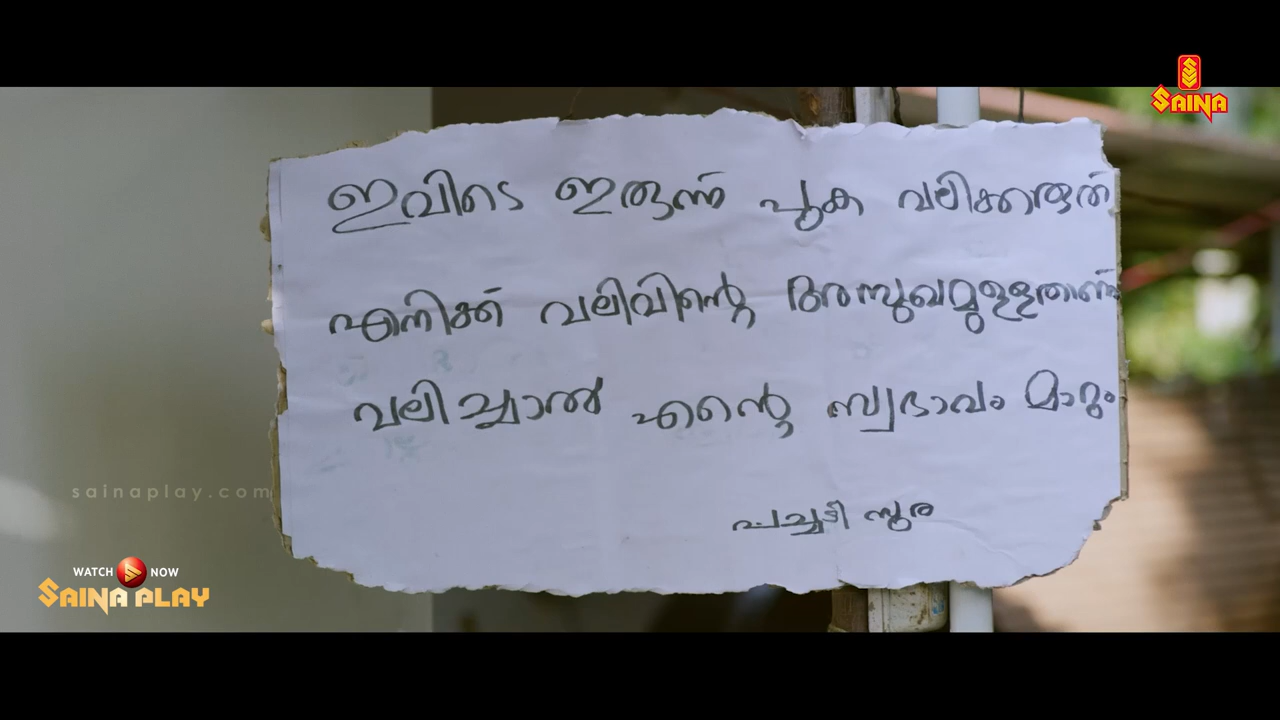 SAINA
ഇവിടെ ഇരുന്ന് പുക വലിക്കരുത്
എനിക്ക് വലിവിന്റെ അസുഖമുള്ളതാണ്
വലിച്ചാൽ എന്റെ സ്വഭാവം മാറും
പച്ചടി സുര
sainaplay.com
WATCH NOW
SAINA PLAY